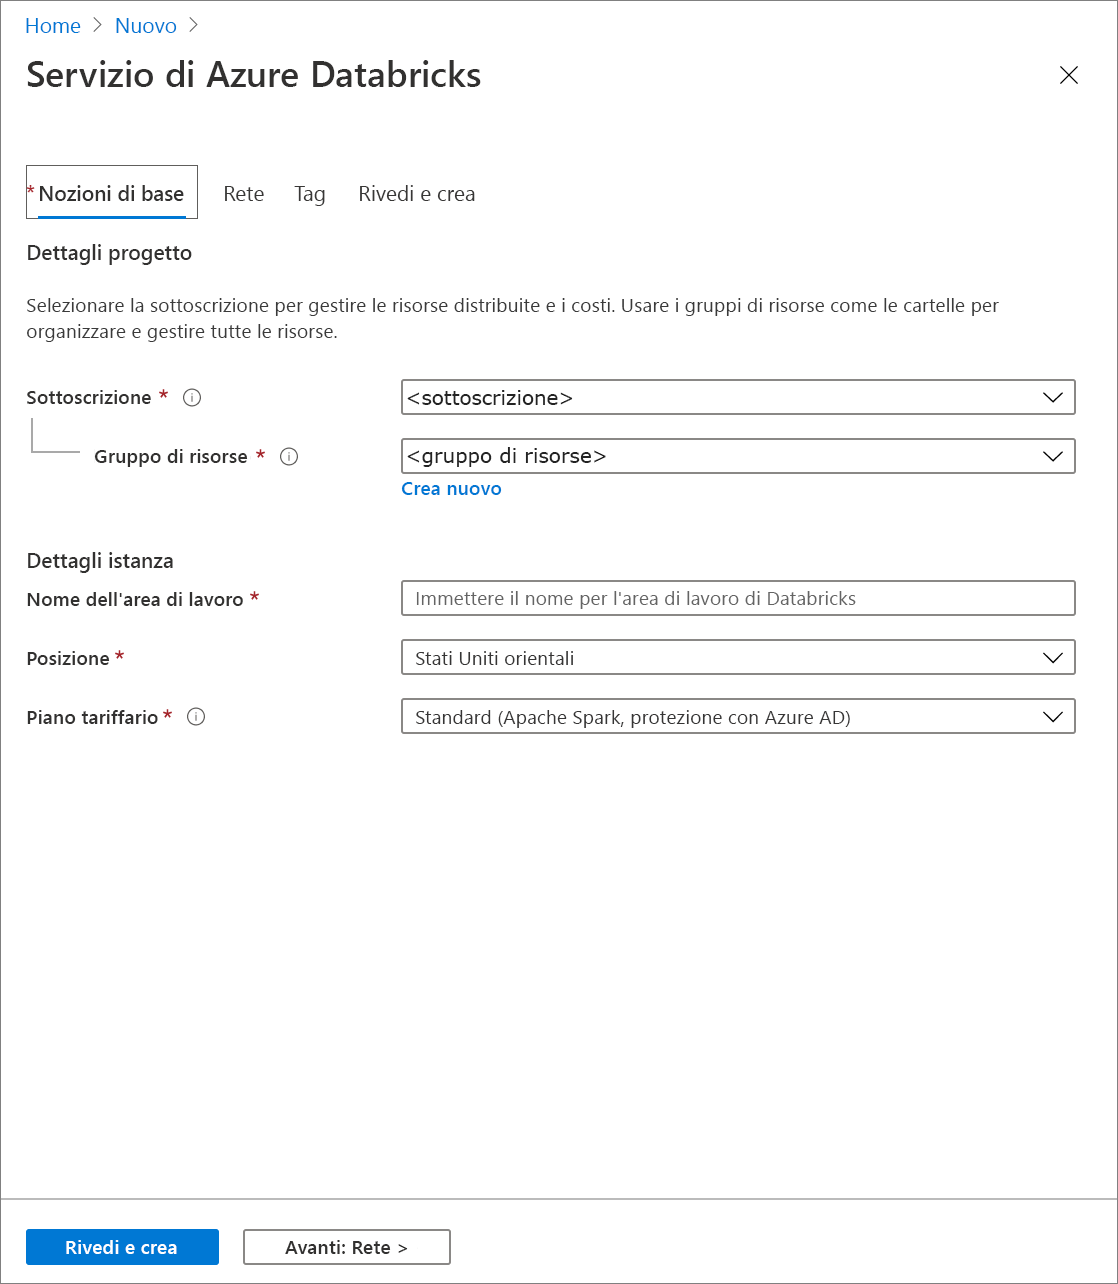 Home > Nuovo >
Servizio di Azure Databricks
* Nozioni di base Rete Tag Rivedi e crea
Dettagli progetto
Selezionare la sottoscrizione per gestire le risorse distribuite e i costi. Usare i gruppi di risorse come le cartelle per
organizzare e gestire tutte le risorse.
Sottoscrizione * <sottoscrizione>
Gruppo di risorse * <gruppo di risorse>
Crea nuovo
Dettagli istanza
Nome dell'area di lavoro * Immettere il nome per l'area di lavoro di Databricks
Posizione * Stati Uniti orientali
Piano tariffario * Standard (Apache Spark, protezione con Azure AD)
Rivedi e crea Avanti: Rete >